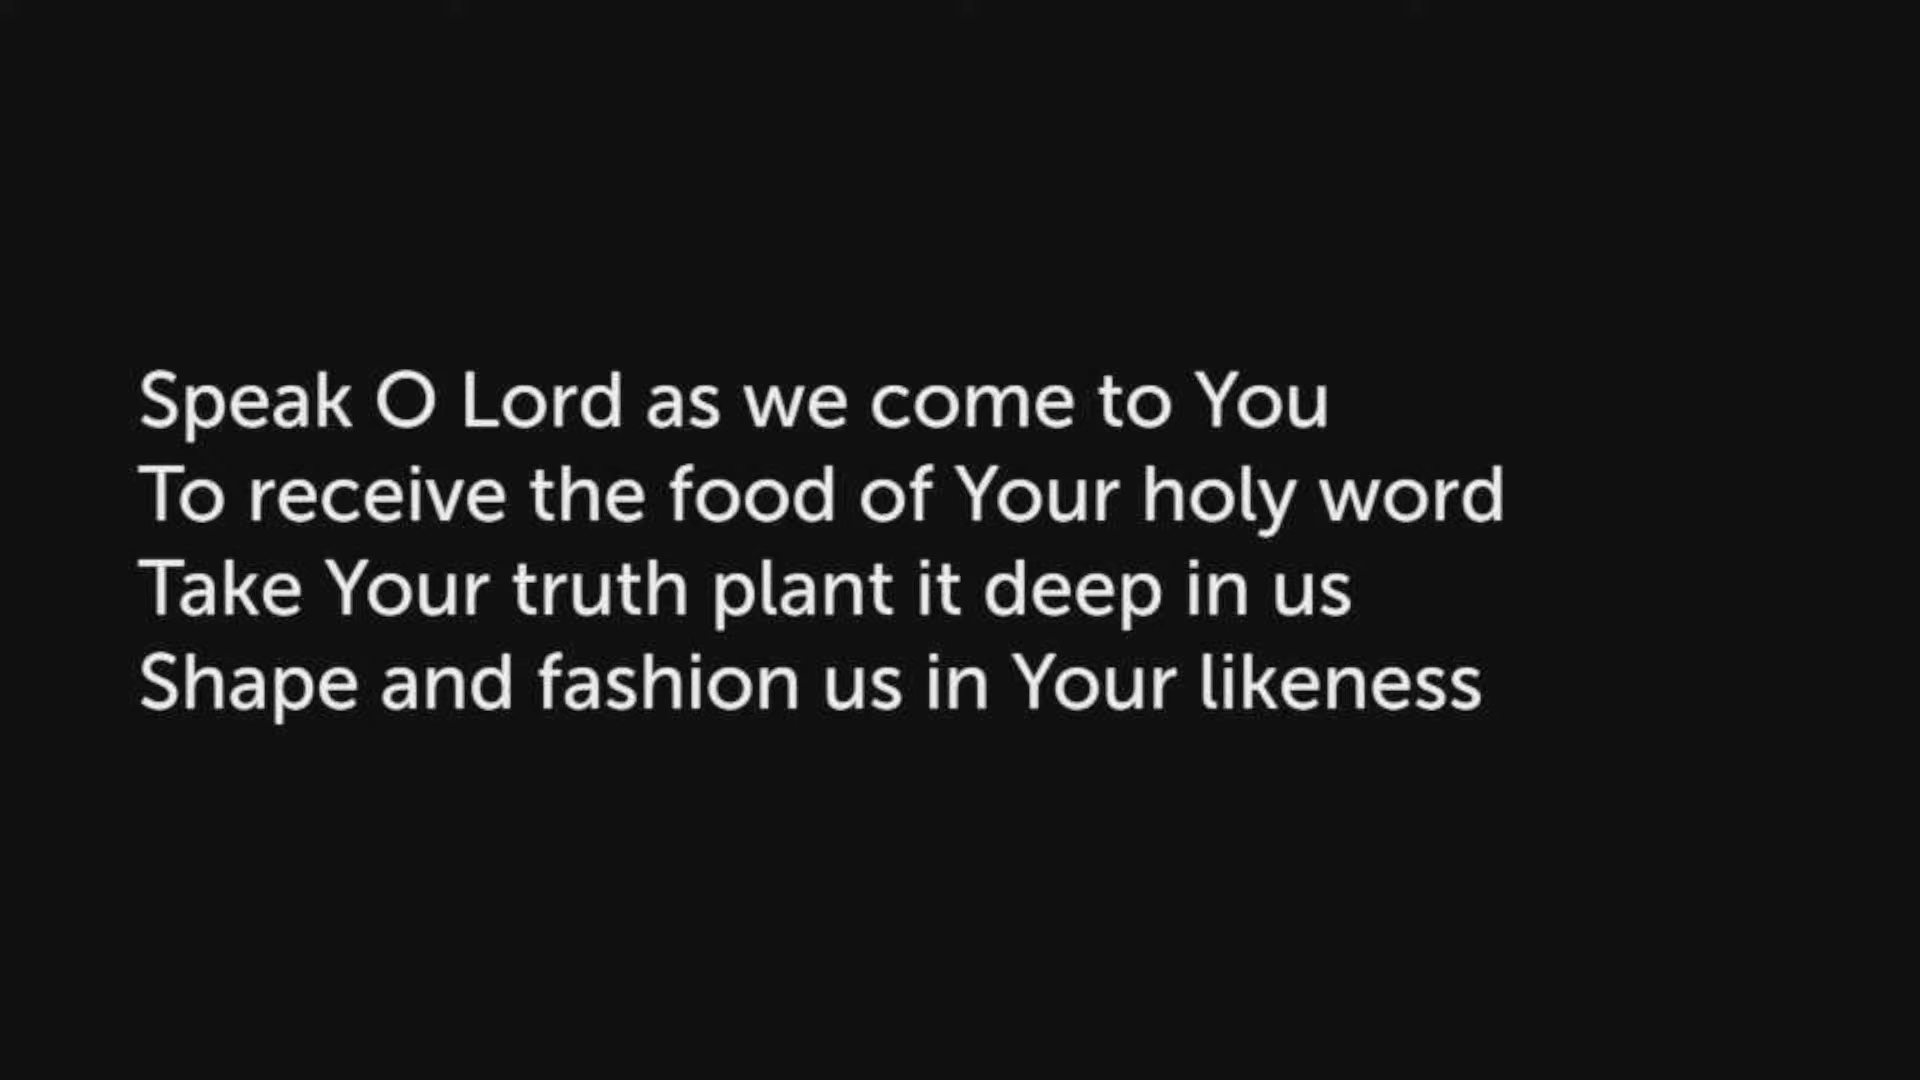 Speak O Lord as we come to You
To receive the food of Your holy word
Take Your truth plant it deep in us
Shape and fashion us in Your likeness